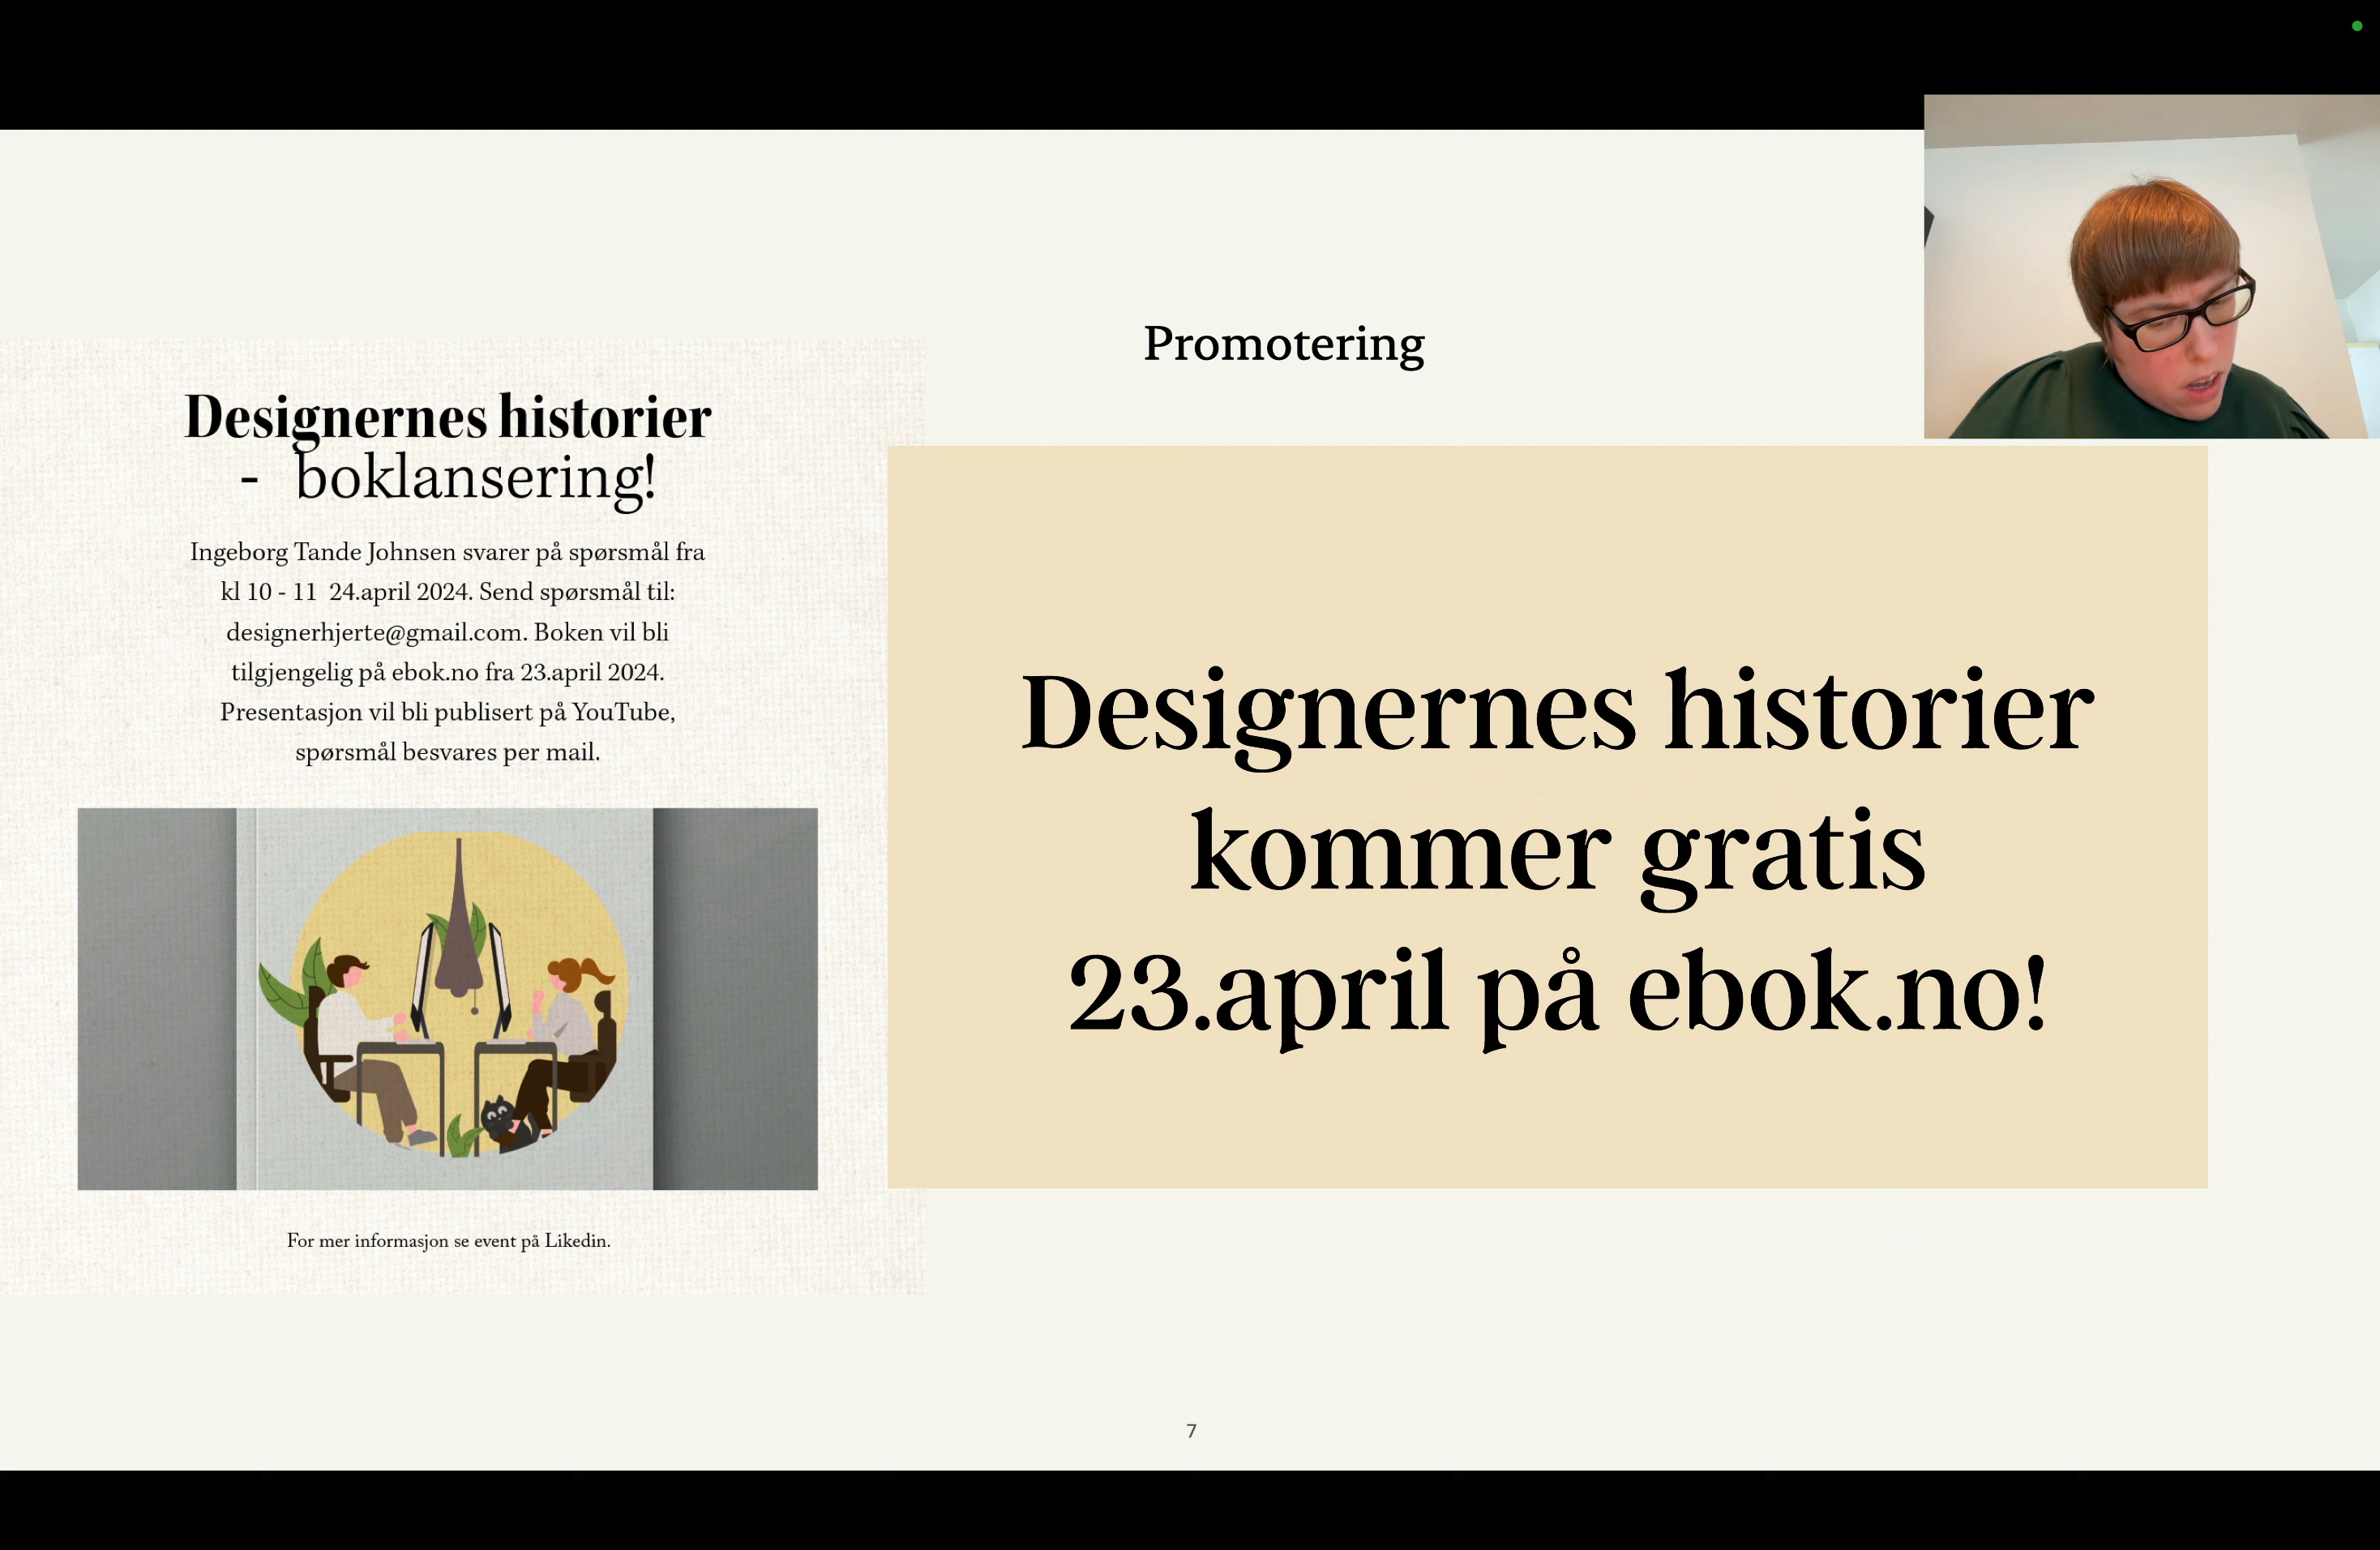 Promotering
Designernes historier
- boklansering!
Ingeborg Tande Johnsen svarer på spørsmål fra
kl 10 - 11 24.april 2024. Send spørsmål til:
designerhjerte@gmail.com. Boken vil bli
tilgjengelig på ebok.no fra 23.april 2024.
Presentasjon vil bli publisert på YouTube,
spørsmål besvares per mail.
For mer informasjon se event på Likedin.
Designernes historier
kommer gratis
23.april på ebok.no!
7